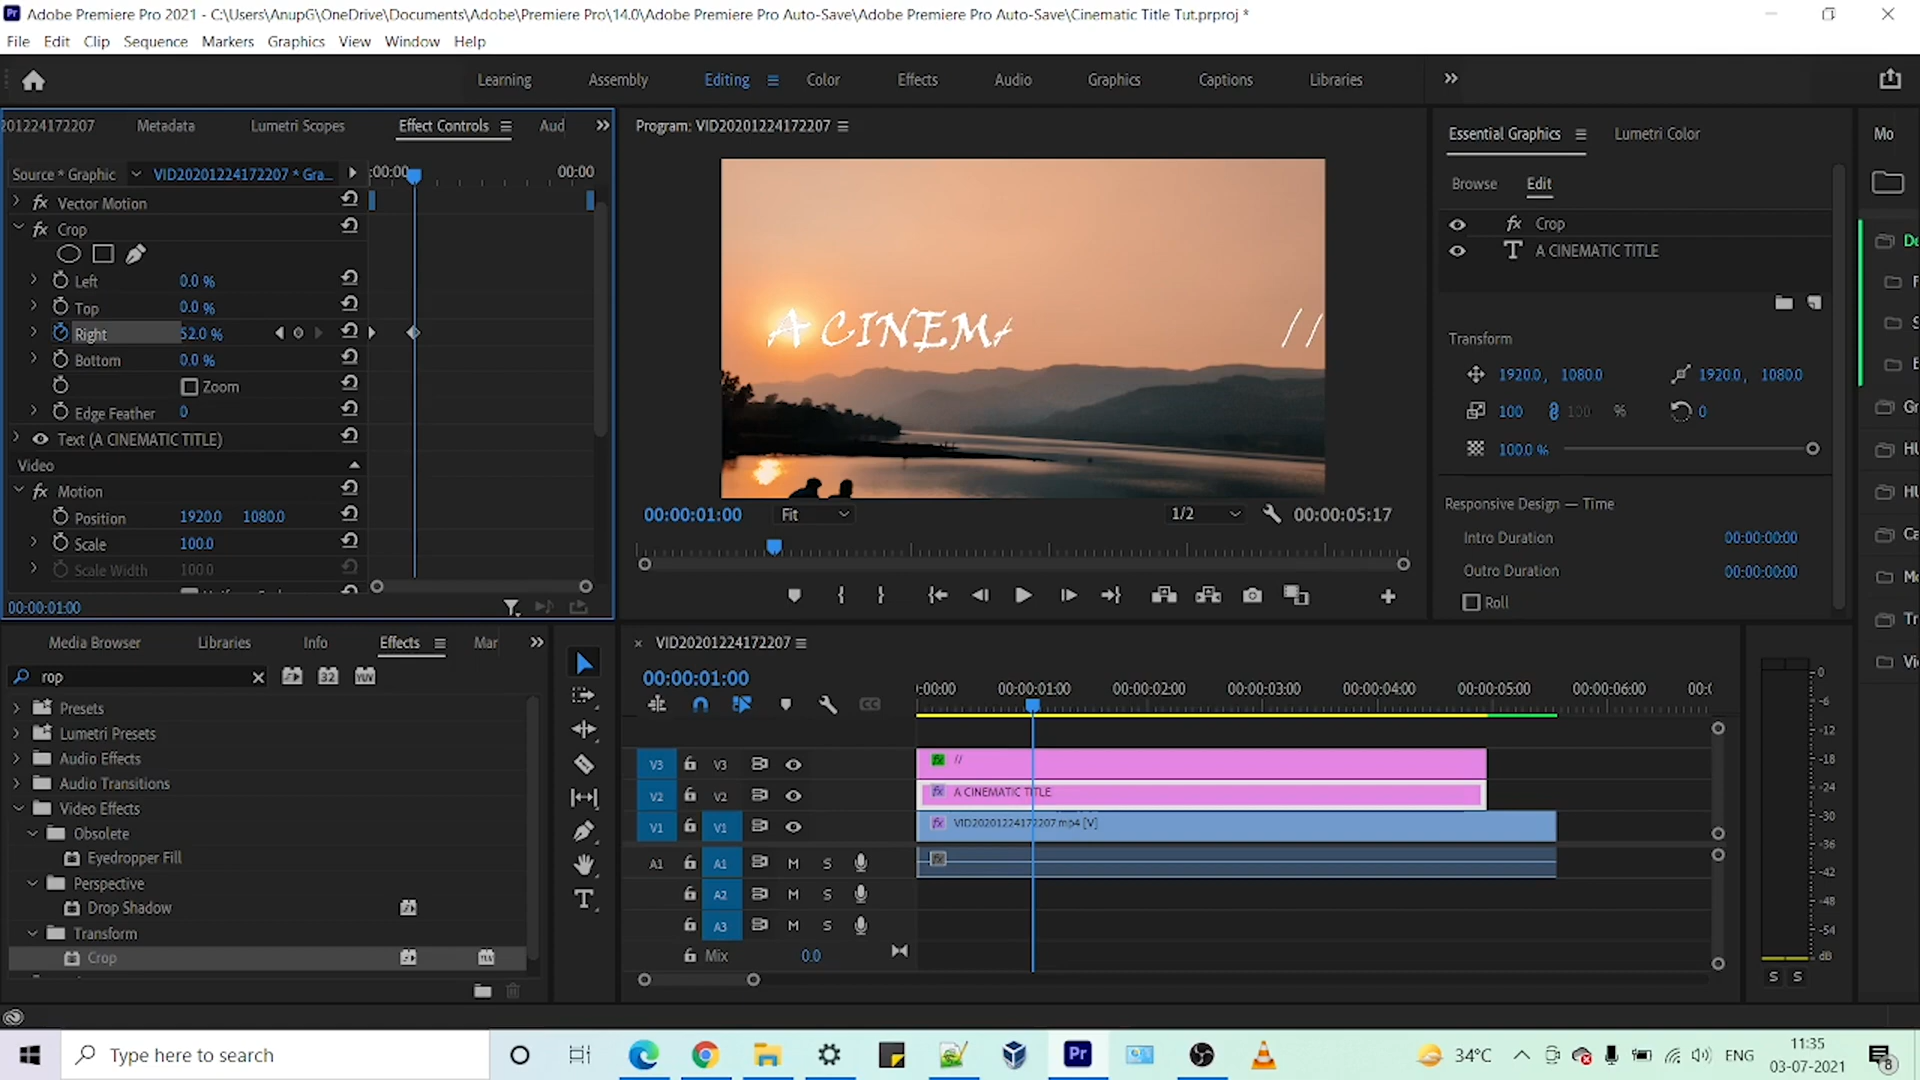 Adobe Premiere Pro 2021 - C:\Users\AnupG\OneDrive\Documents\Adobe\Premiere Pro\14.0\Adobe Premiere Pro Auto-Save\Adobe Premiere Pro Auto-Save\Cinematic Title Tut.prproj *
File Edit Clip Sequence Markers Graphics View Window Help
Learning Assembly Editing Color Effects Audio Graphics Captions Libraries
201224172207 Metadata Lumetri Scopes Effect Controls Aud
Program: VID20201224172207
Essential Graphics Lumetri Color
Mo
Source * Graphic VID20201224172207 * Gra... :00:00 00:00
Vector Motion
Crop
Left 0.0 %
Top 0.0 %
Right 52.0 %
Bottom 0.0 %
Zoom
Edge Feather 0
Text (A CINEMATIC TITLE)
Video
Motion
Position 1920.0 1080.0
Scale 100.0
Scale Width 100.0
00:00:01:00
A CINEMA //
00:00:01:00 Fit 1/2 00:00:05:17
Browse Edit
fx Crop
T A CINEMATIC TITLE
Transform
1920.0, 1080.0 1920.0, 1080.0
100 100 % 0
100.0 %
Responsive Design — Time
Intro Duration 00:00:00:00
Outro Duration 00:00:00:00
Roll
Media Browser Libraries Info Effects Mar
rop 32 YUV
Presets
Lumetri Presets
Audio Effects
Audio Transitions
Video Effects
Obsolete
Eyedropper Fill
Perspective
Drop Shadow
Transform
Crop
VID20201224172207
00:00:01:00
:00:00 00:00:01:00 00:00:02:00 00:00:03:00 00:00:04:00 00:00:05:00 00:00:06:00 00:0
V3 V3 fx //
V2 V2 fx A CINEMATIC TITLE
V1 V1 fx VID20201224172207.mp4 [V]
A1 A1 M S fx
A2 M S
A3 M S
Mix 0.0
0
-6
-12
-18
-24
-30
-36
-42
-48
-54
dB
S S
Type here to search
Pr
34°C ENG
11:35
03-07-2021
8